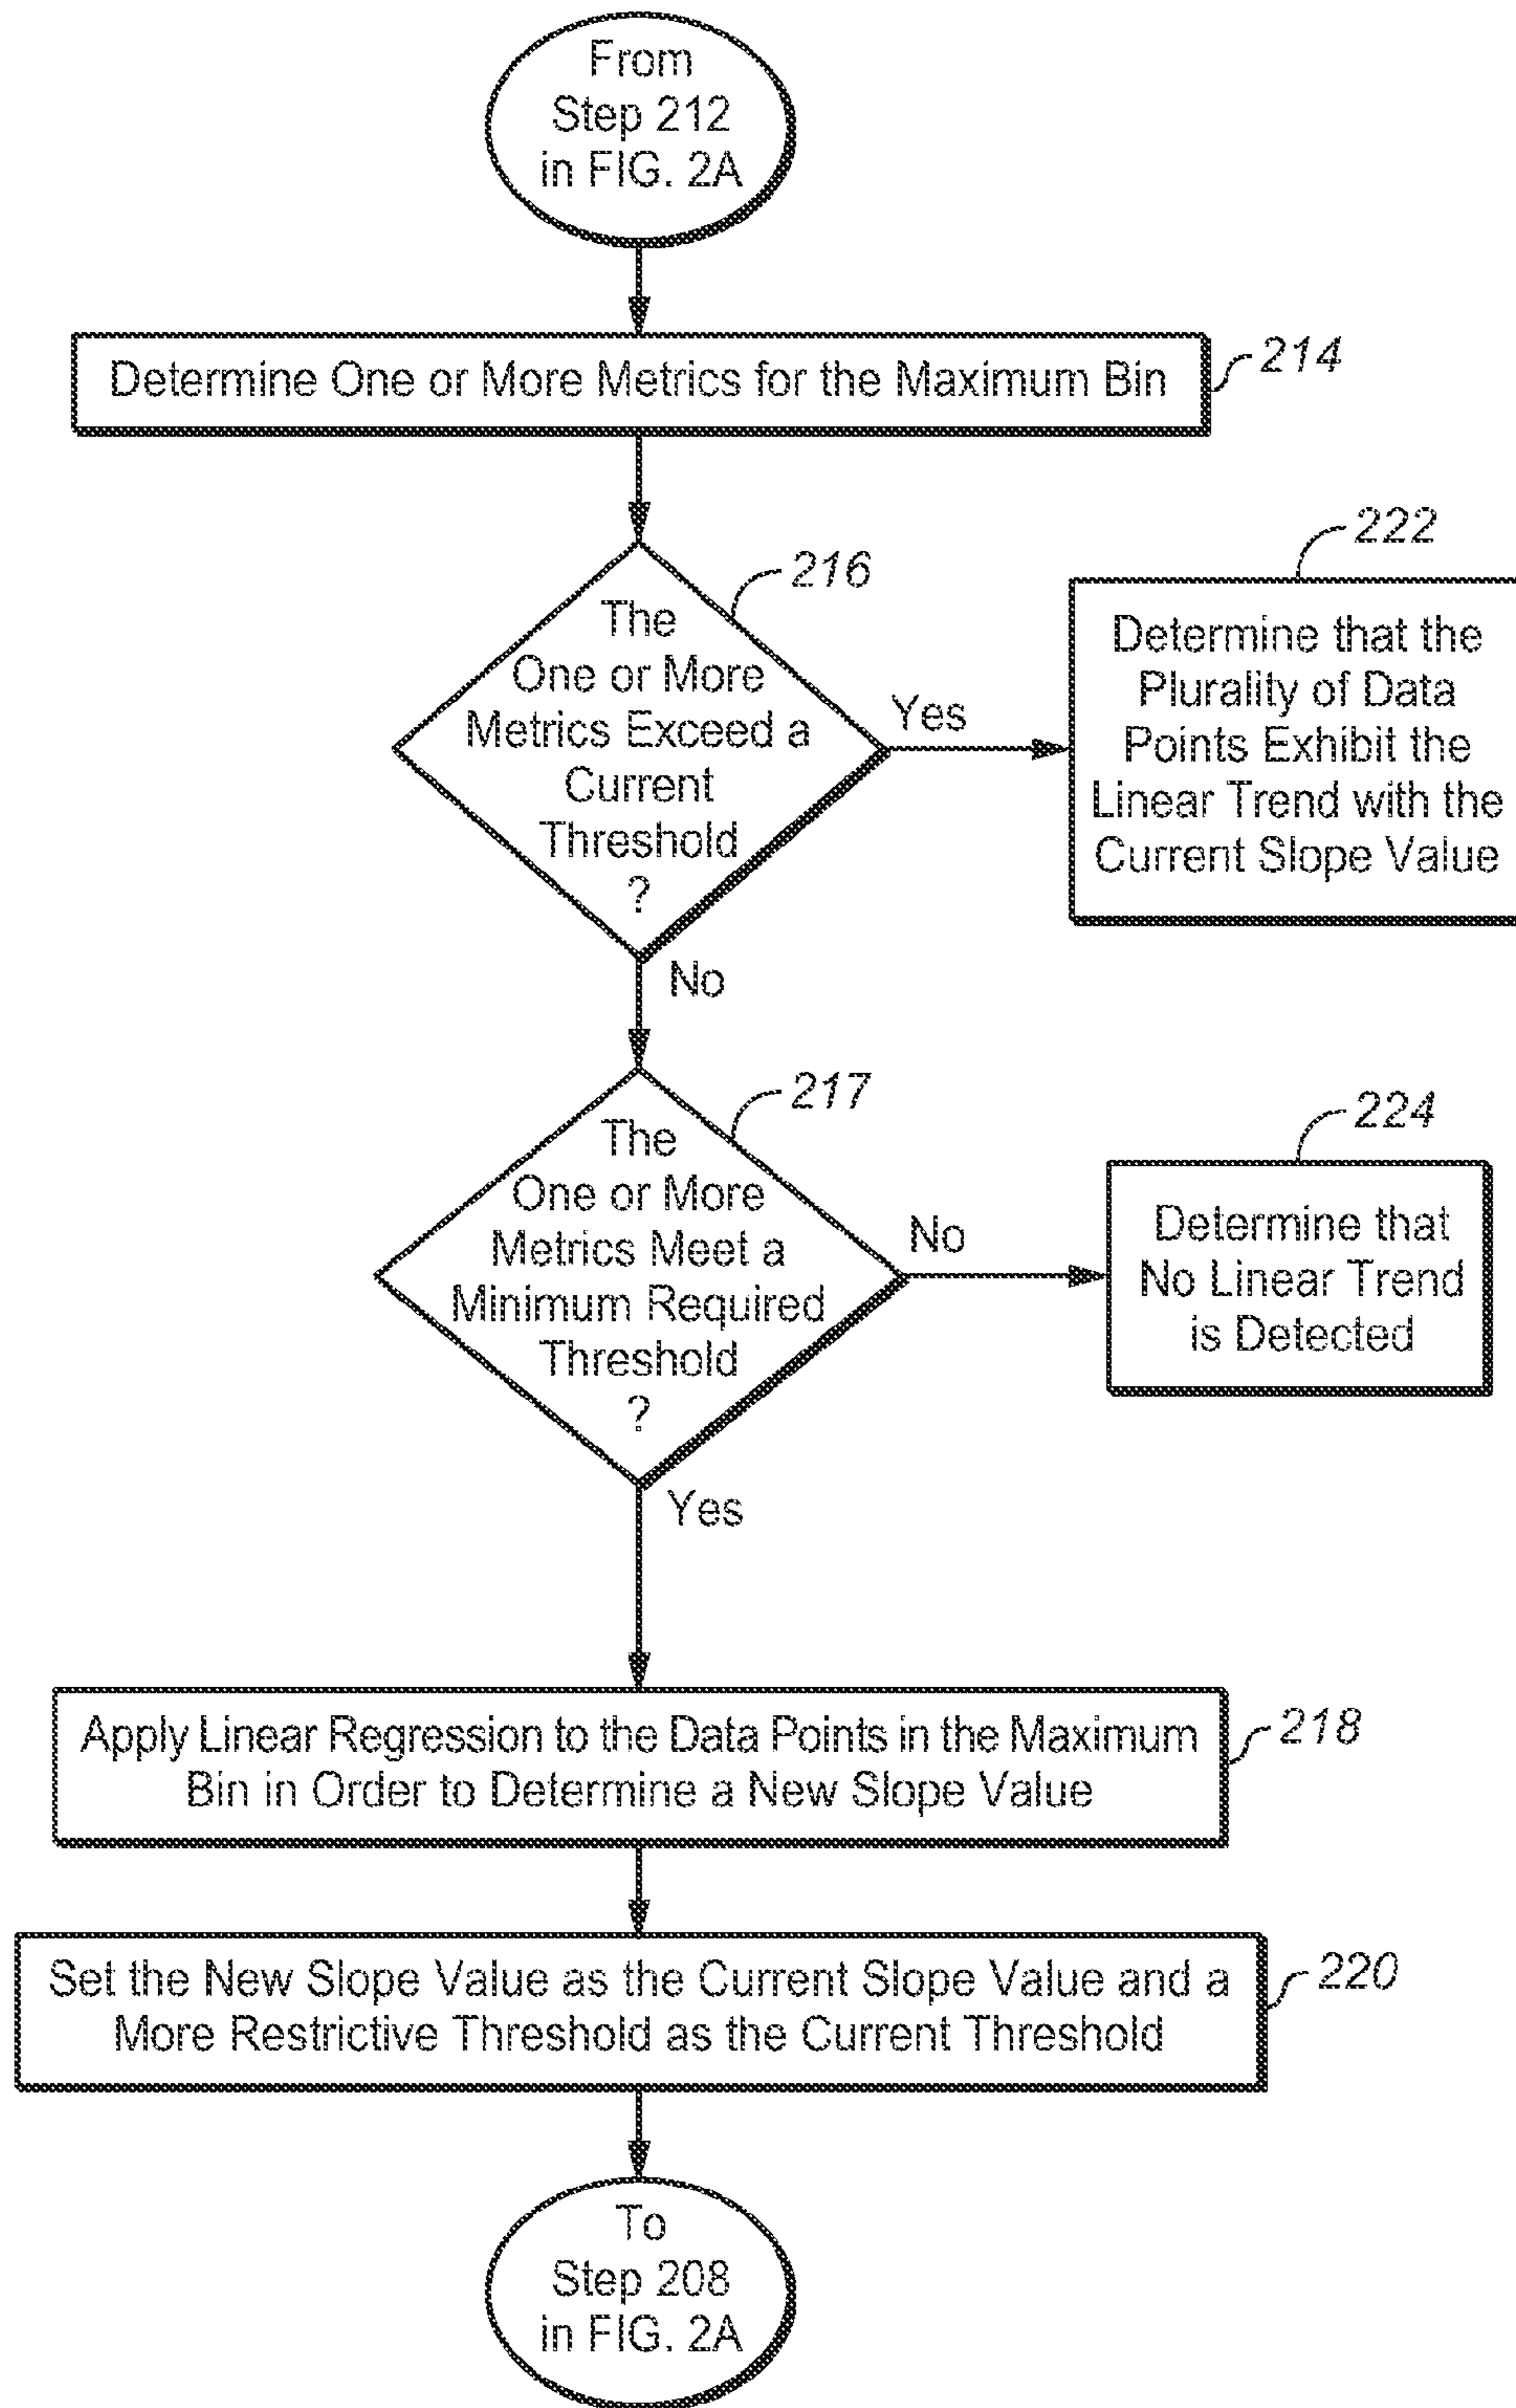 From
Step 212
in FIG. 2A
Determine One or More Metrics for the Maximum Bin
214
216
The
One or More
Metrics Exceed a
Current
Threshold
?
Yes
222
Determine that the
Plurality of Data
Points Exhibit the
Linear Trend with the
Current Slope Value
No
217
The
One or More
Metrics Meet a
Minimum Required
Threshold
?
No
224
Determine that
No Linear Trend
is Detected
Yes
Apply Linear Regression to the Data Points in the Maximum
Bin in Order to Determine a New Slope Value
218
Set the New Slope Value as the Current Slope Value and a
More Restrictive Threshold as the Current Threshold
220
To
Step 208
in FIG. 2A